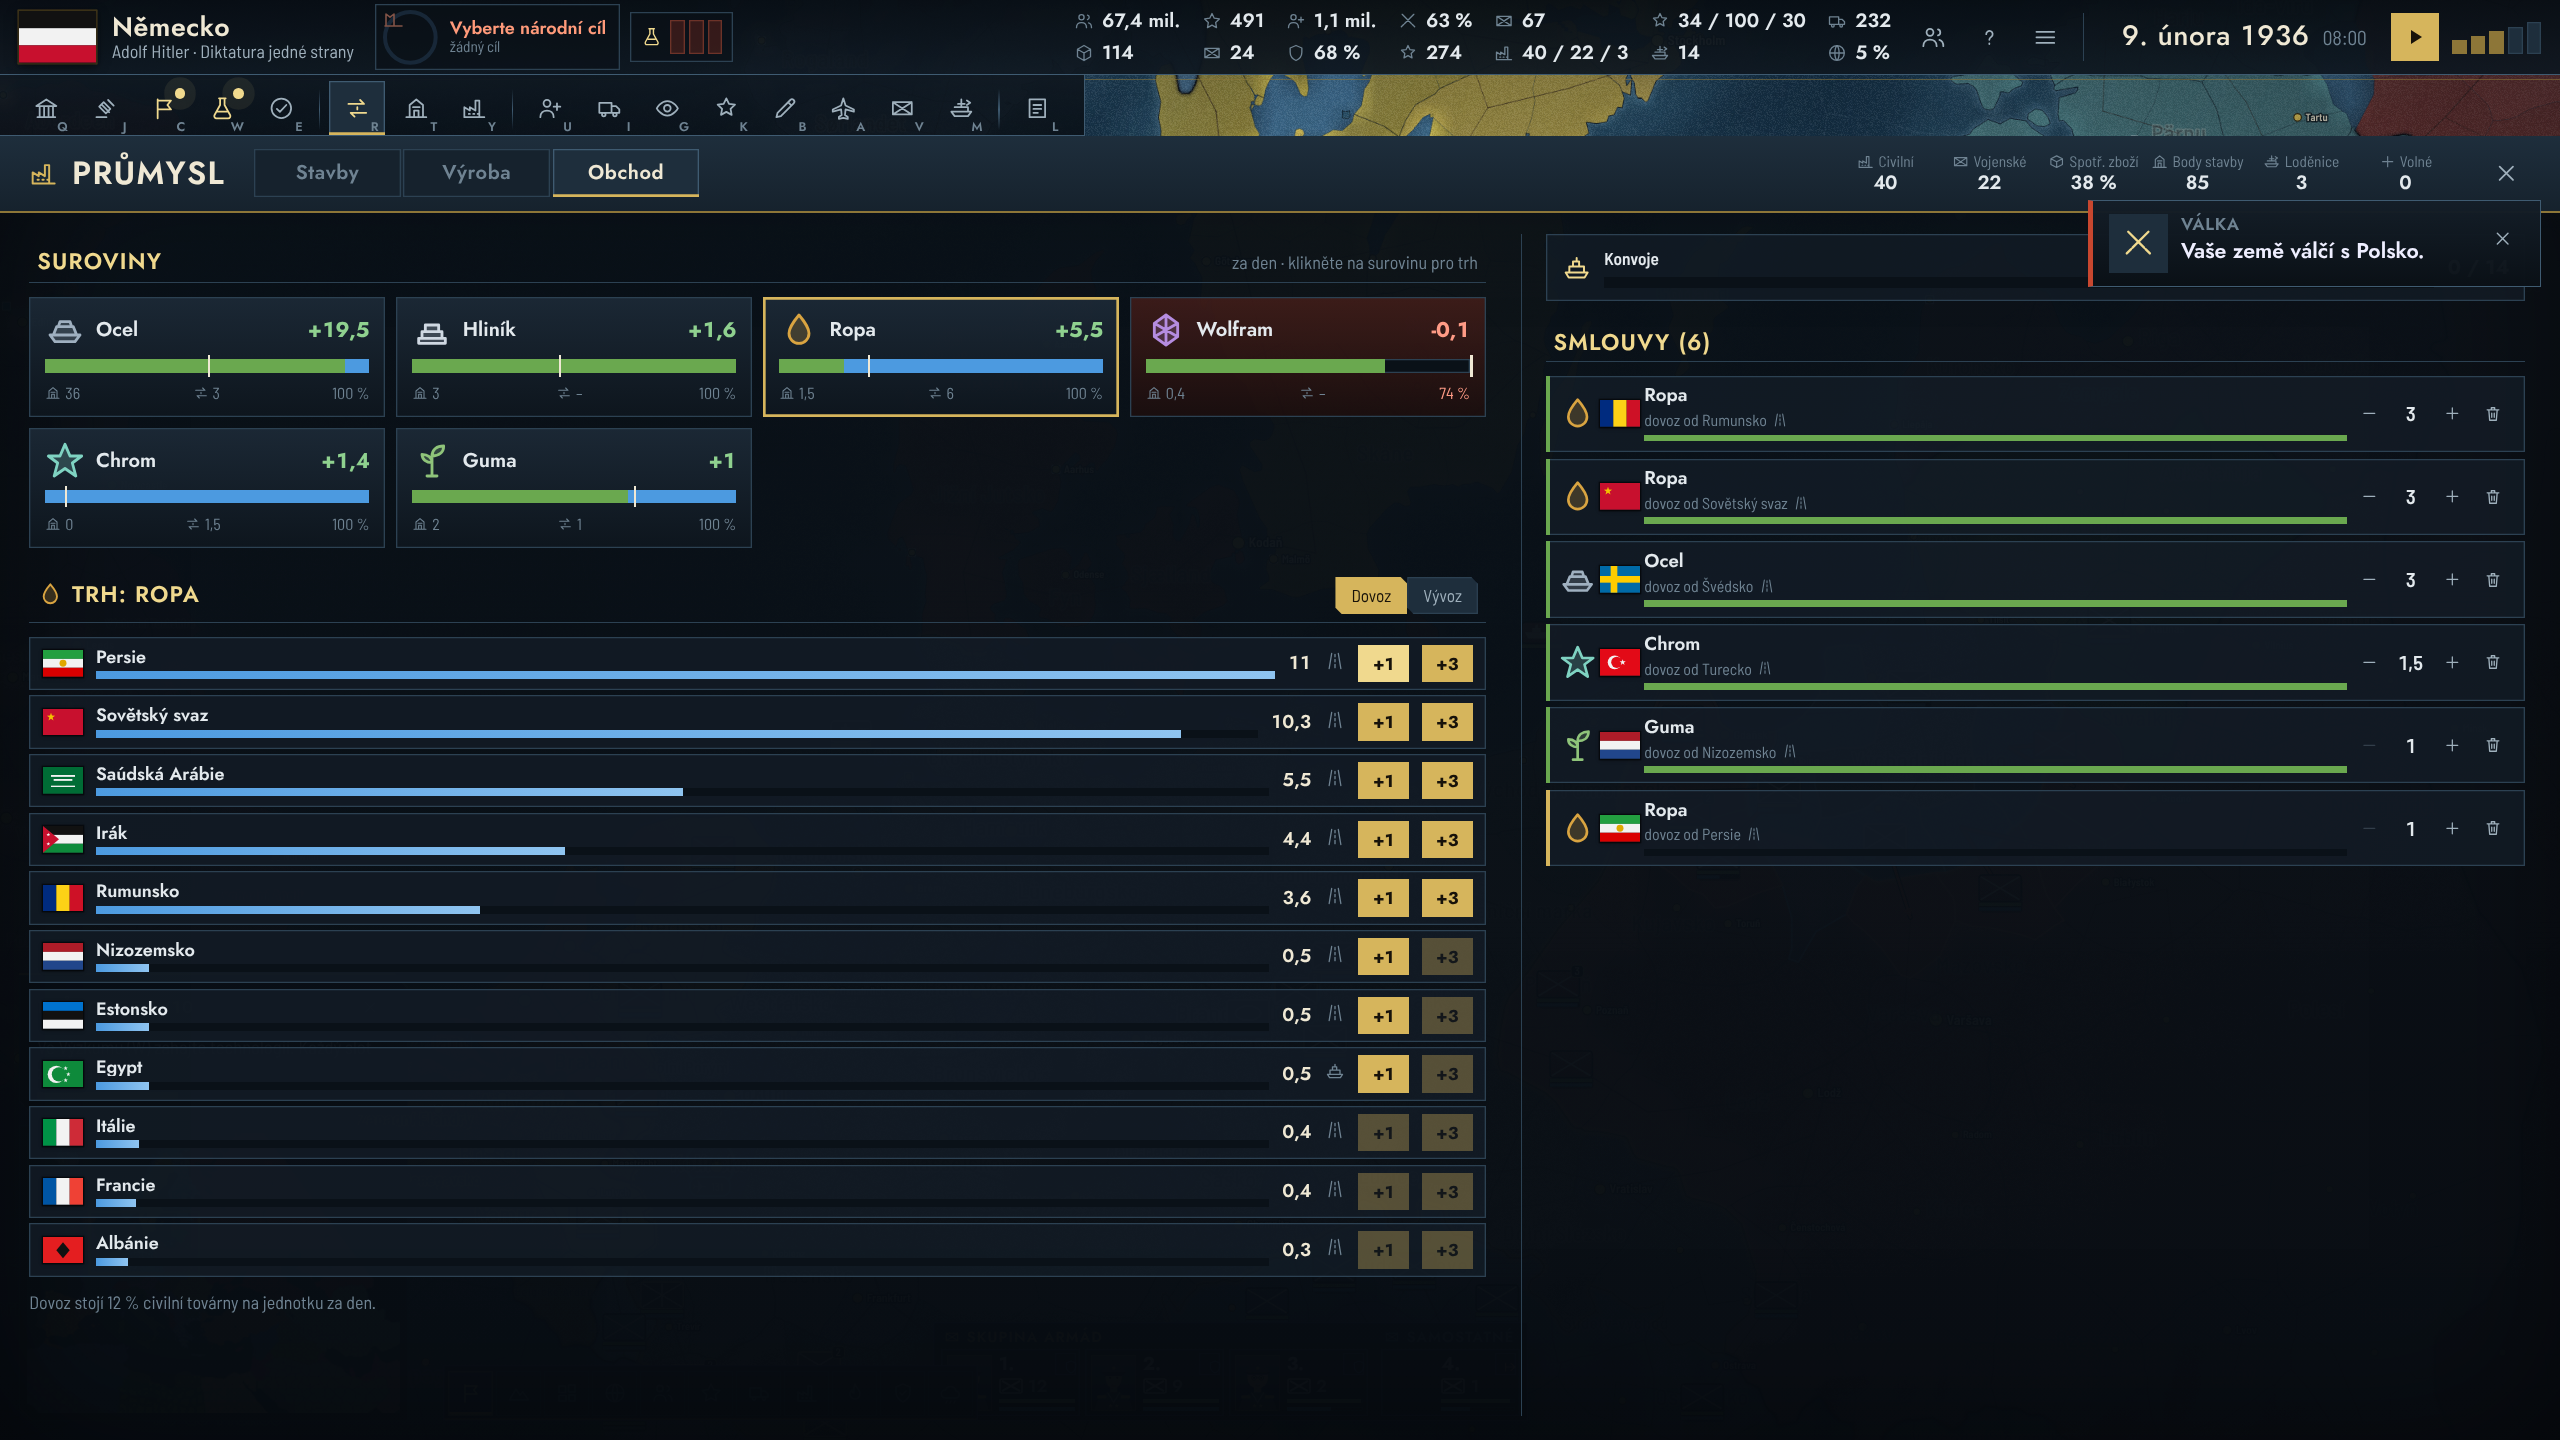 Německo
Adolf Hitler · Diktatura jedné strany
Vyberte národní cíl
žádný cíl
67,4 mil.
491
1,1 mil.
63 %
67
34 / 100 / 30
232
114
24
68 %
274
40 / 22 / 3
14
5 %
?
9. února 1936 08:00
Q
J
C
W
E
R
T
Y
U
I
G
K
B
A
V
M
L
Tartu
Pärnu
PRŮMYSL
Stavby
Výroba
Obchod
Civilní
40
Vojenské
22
Spotř. zboží
38 %
Body stavby
85
Loděnice
3
Volné
0
VÁLKA
Vaše země válčí s Polsko.
SUROVINY
za den · klikněte na surovinu pro trh
Ocel +19,5
36 3 100 %
Hliník +1,6
3 – 100 %
Ropa +5,5
1,5 6 100 %
Wolfram -0,1
0,4 – 74 %
Chrom +1,4
0 1,5 100 %
Guma +1
2 1 100 %
TRH: ROPA
Dovoz
Vývoz
Persie 11 +1 +3
Sovětský svaz 10,3 +1 +3
Saúdská Arábie 5,5 +1 +3
Irák 4,4 +1 +3
Rumunsko 3,6 +1 +3
Nizozemsko 0,5 +1 +3
Estonsko 0,5 +1 +3
Egypt 0,5 +1 +3
Itálie 0,4 +1 +3
Francie 0,4 +1 +3
Albánie 0,3 +1 +3
Dovoz stojí 12 % civilní továrny na jednotku za den.
Konvoje
SMLOUVY (6)
Ropa
dovoz od Rumunsko
− 3 +
Ropa
dovoz od Sovětský svaz
− 3 +
Ocel
dovoz od Švédsko
− 3 +
Chrom
dovoz od Turecko
− 1,5 +
Guma
dovoz od Nizozemsko
− 1 +
Ropa
dovoz od Persie
− 1 +